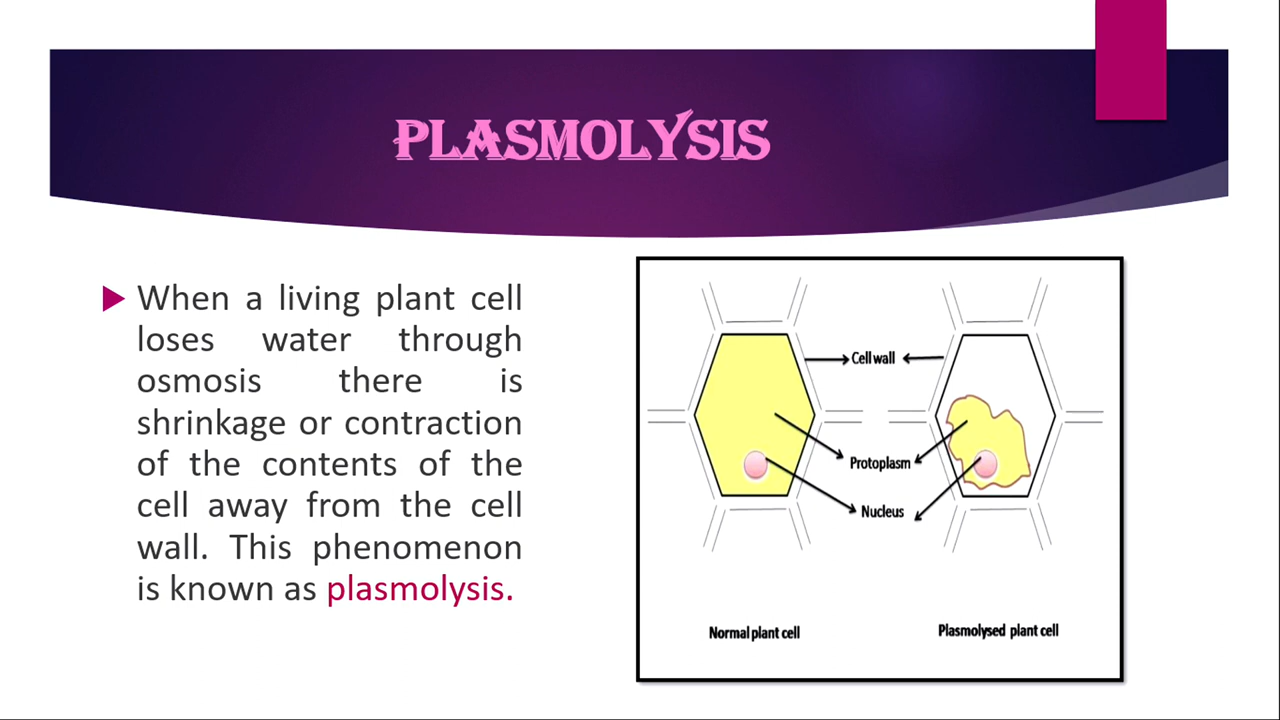 PLASMOLYSIS
When a living plant cell
loses water through
osmosis there is
shrinkage or contraction
of the contents of the
cell away from the cell
wall. This phenomenon
is known as plasmolysis.
Cell wall
Protoplasm
Nucleus
Normal plant cell
Plasmolysed plant cell